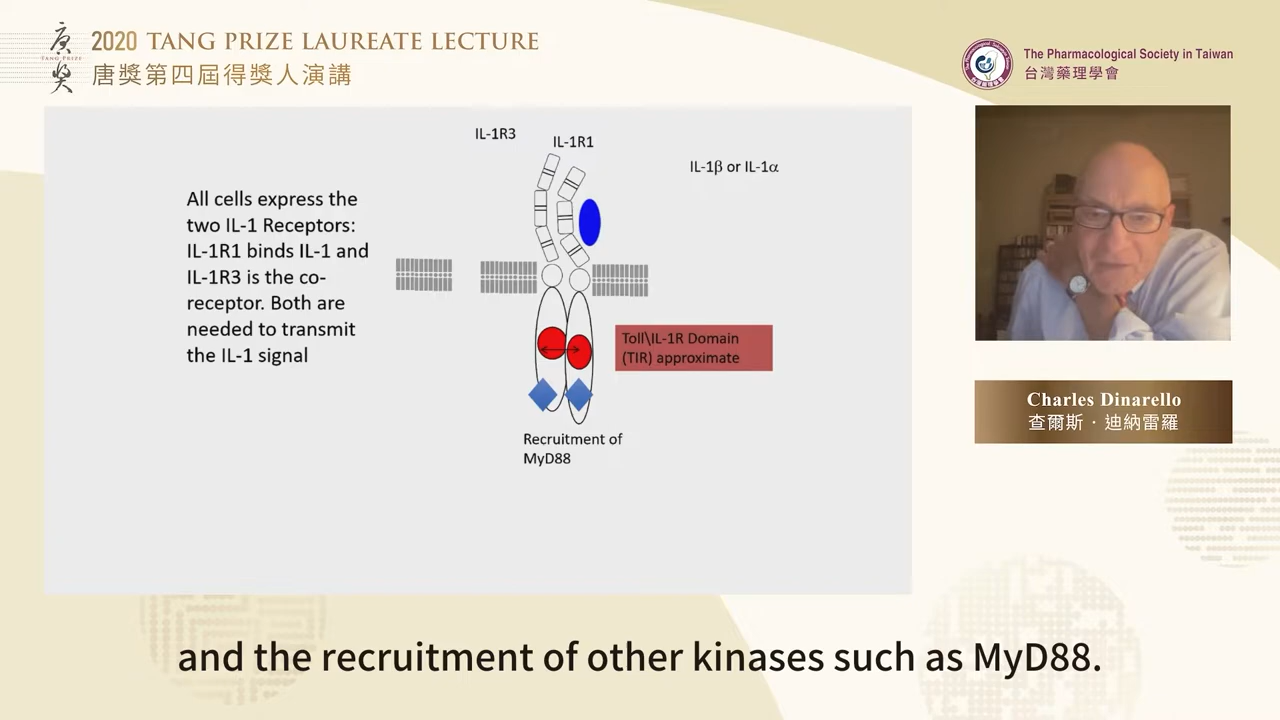 2020 TANG PRIZE LAUREATE LECTURE
唐獎第四屆得獎人演講
唐獎
TANG PRIZE
The Pharmacological Society in Taiwan
台灣藥理學會
IL-1R3
IL-1R1
IL-1β or IL-1α
All cells express the
two IL-1 Receptors:
IL-1R1 binds IL-1 and
IL-1R3 is the co-
receptor. Both are
needed to transmit
the IL-1 signal
Toll\IL-1R Domain
(TIR) approximate
Recruitment of
MyD88
Charles Dinarello
查爾斯・迪納雷羅
and the recruitment of other kinases such as MyD88.